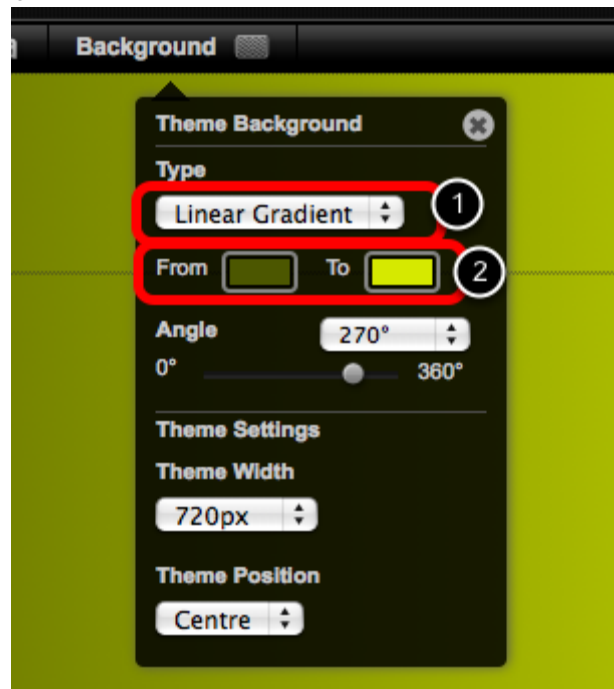 Background
Theme Background
Type
Linear Gradient
1
From To
2
Angle 270°
0° 360°
Theme Settings
Theme Width
720px
Theme Position
Centre